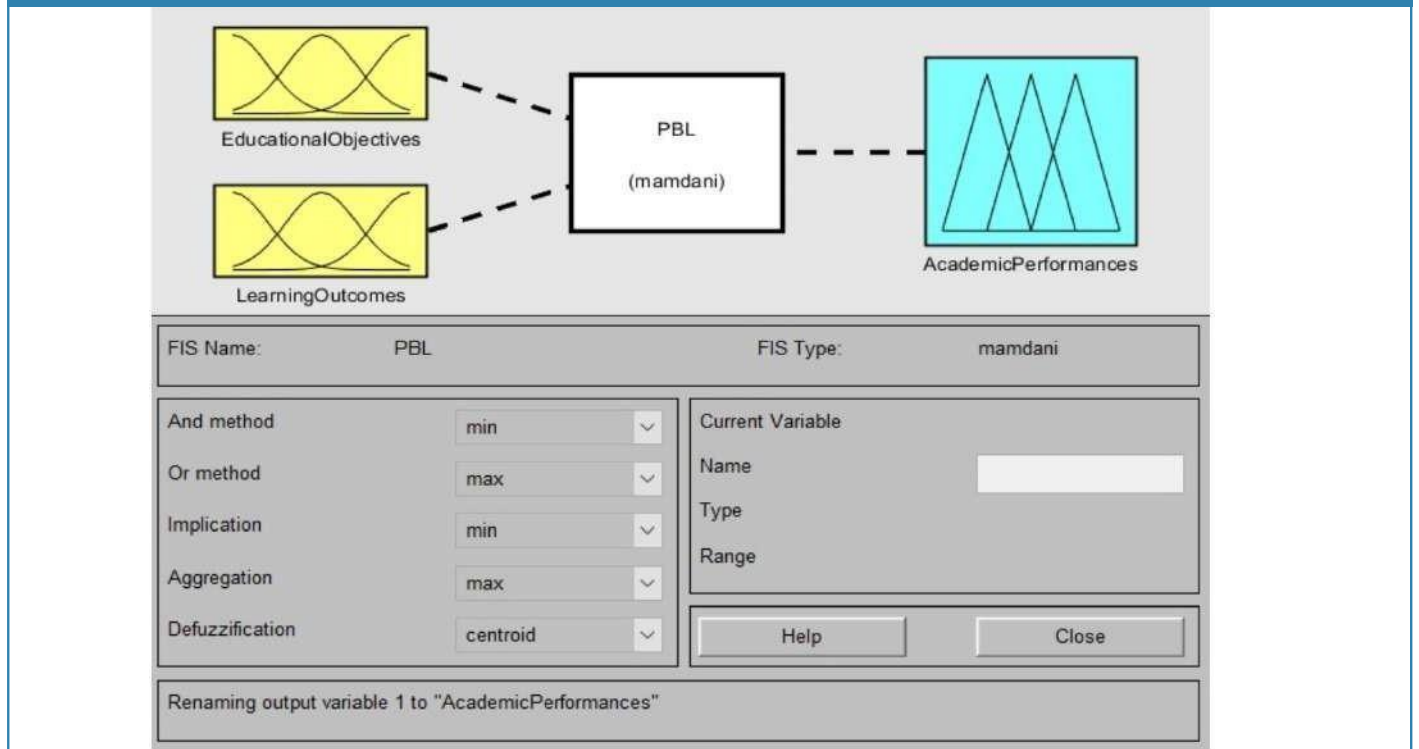 EducationalObjectives
LearningOutcomes
PBL
(mamdani)
AcademicPerformances
FIS Name: PBL FIS Type: mamdani
And method min
Or method max
Implication min
Aggregation max
Defuzzification centroid
Current Variable
Name
Type
Range
Help Close
Renaming output variable 1 to "AcademicPerformances"